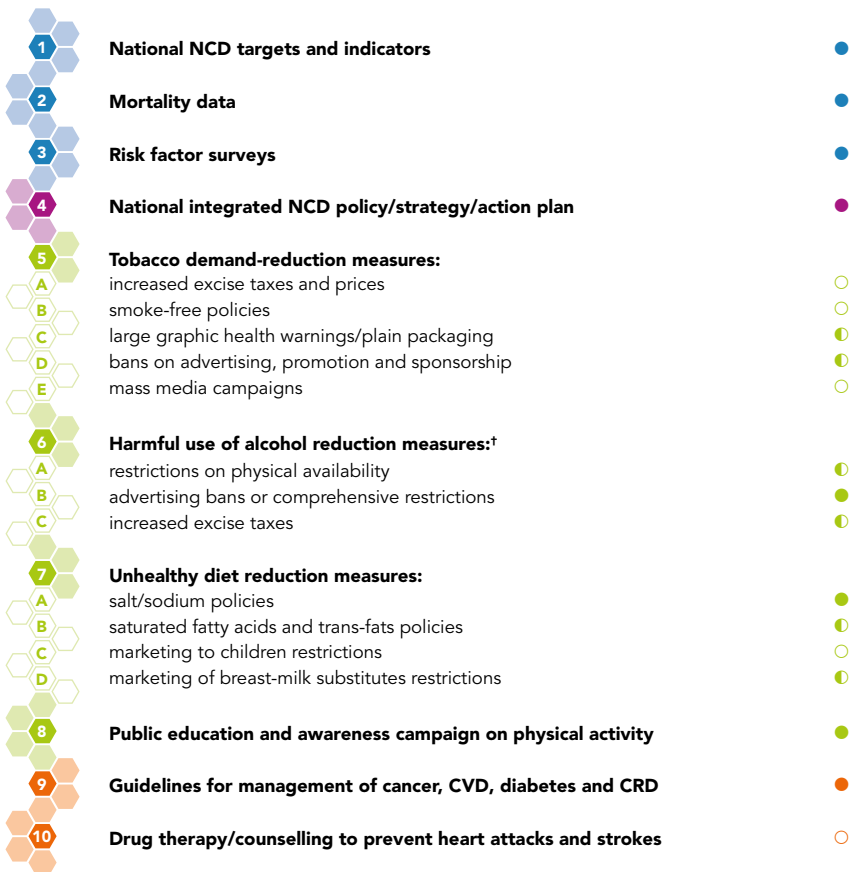 1 National NCD targets and indicators
2 Mortality data
3 Risk factor surveys
4 National integrated NCD policy/strategy/action plan
5 Tobacco demand-reduction measures:
A increased excise taxes and prices
B smoke-free policies
C large graphic health warnings/plain packaging
D bans on advertising, promotion and sponsorship
E mass media campaigns
6 Harmful use of alcohol reduction measures:†
A restrictions on physical availability
B advertising bans or comprehensive restrictions
C increased excise taxes
7 Unhealthy diet reduction measures:
A salt/sodium policies
B saturated fatty acids and trans-fats policies
C marketing to children restrictions
D marketing of breast-milk substitutes restrictions
8 Public education and awareness campaign on physical activity
9 Guidelines for management of cancer, CVD, diabetes and CRD
10 Drug therapy/counselling to prevent heart attacks and strokes